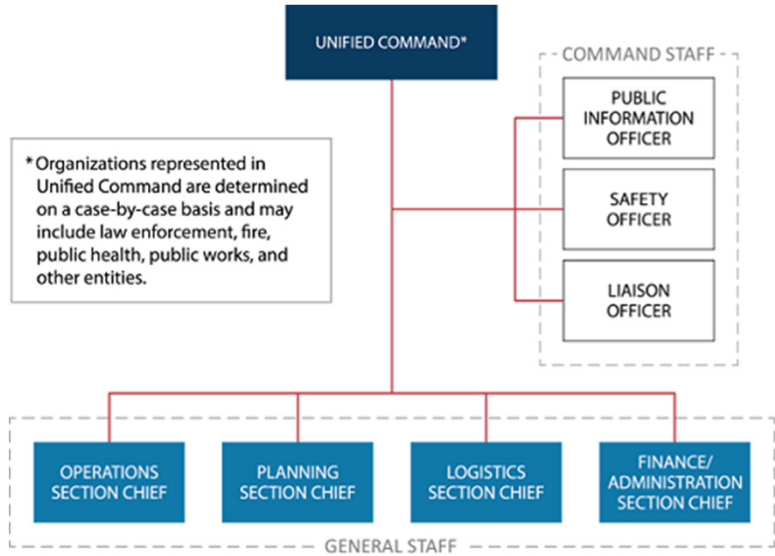 UNIFIED COMMAND*
COMMAND STAFF
PUBLIC
INFORMATION
OFFICER
SAFETY
OFFICER
LIAISON
OFFICER
* Organizations represented in
Unified Command are determined
on a case-by-case basis and may
include law enforcement, fire,
public health, public works, and
other entities.
OPERATIONS
SECTION CHIEF
PLANNING
SECTION CHIEF
LOGISTICS
SECTION CHIEF
FINANCE/
ADMINISTRATION
SECTION CHIEF
GENERAL STAFF